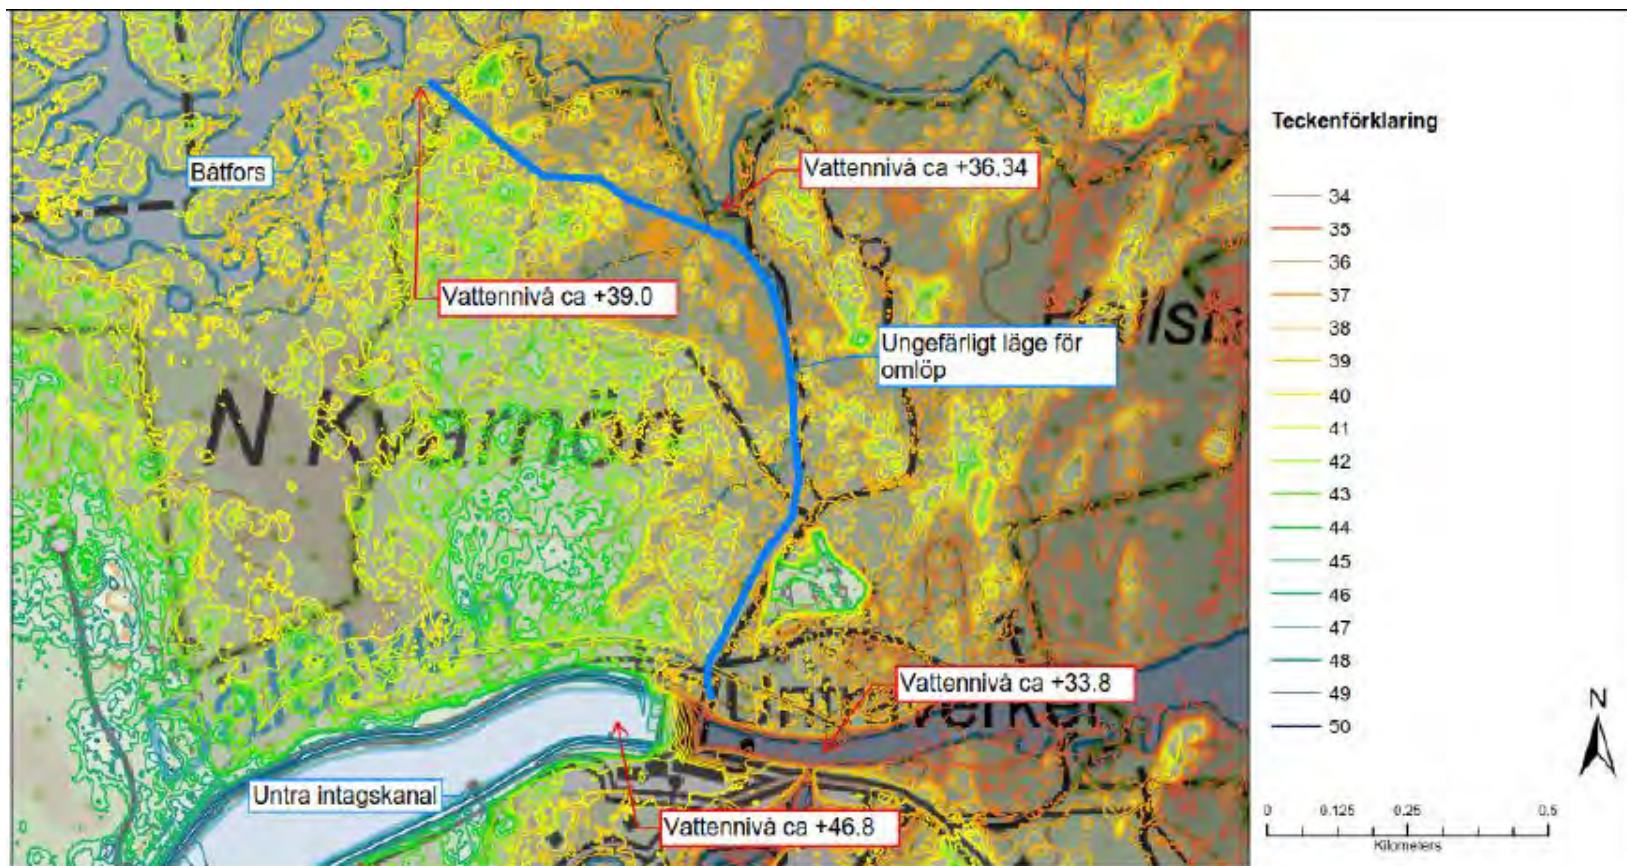 Teckenförklaring
Båtfors
Vattennivå ca +36.34
Vattennivå ca +39.0
Ungefärligt läge för
omlöp
N Kvarnön
Vattennivå ca +33.8
Untra intagskanal
Vattennivå ca +46.8
34
35
36
37
38
39
40
41
42
43
44
45
46
47
48
49
50
N
0 0.125 0.25 0.5
Kilometers